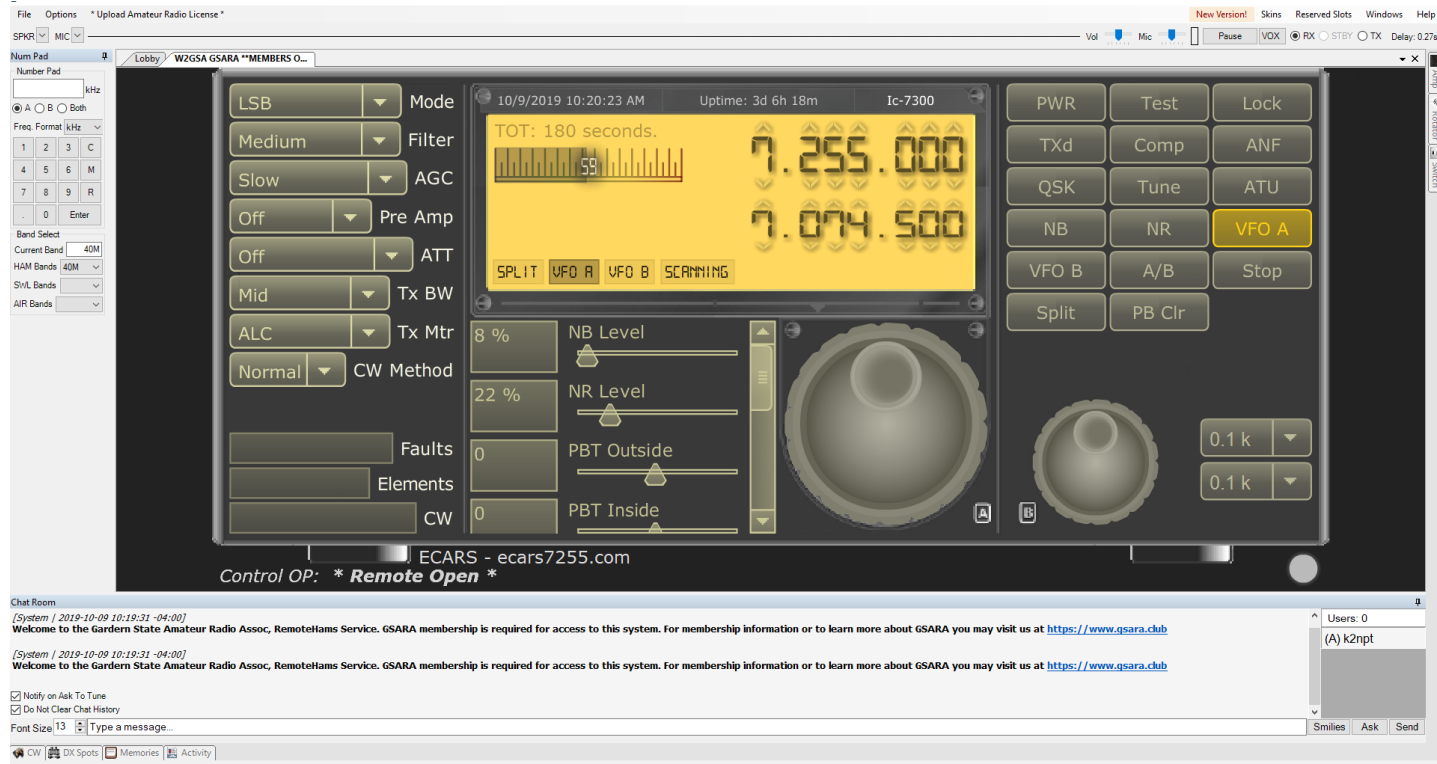 File Options * Upload Amateur Radio License * New Version! Skins Reserved Slots Windows Help
SPKR MIC Vol Mic Pause VOX RX STBY TX Delay: 0.27s
Num Pad
Lobby W2GSA GSARA **MEMBERS O...
Number Pad
kHz
A B Both
Freq. Format kHz
1 2 3 C
4 5 6 M
7 8 9 R
. 0 Enter
Band Select
Current Band 40M
HAM Bands 40M
SWL Bands
AIR Bands
LSB Mode
Medium Filter
Slow AGC
Off Pre Amp
Off ATT
Mid Tx BW
ALC Tx Mtr
Normal CW Method
Faults
Elements
CW
10/9/2019 10:20:23 AM Uptime: 3d 6h 18m Ic-7300
TOT: 180 seconds.
S9
7.255.000
7.074.500
SPLIT VFO A VFO B SCANNING
8 % NB Level
22 % NR Level
0 PBT Outside
0 PBT Inside
A
B
PWR Test Lock
TXd Comp ANF
QSK Tune ATU
NB NR VFO A
VFO B A/B Stop
Split PB Clr
0.1 k
0.1 k
Amp
Rotator
Switch
ECARS - ecars7255.com
Control OP: * Remote Open *
Chat Room
[System | 2019-10-09 10:19:31 -04:00]
Welcome to the Gardern State Amateur Radio Assoc, RemoteHams Service. GSARA membership is required for access to this system. For membership information or to learn more about GSARA you may visit us at https://www.gsara.club
[System | 2019-10-09 10:19:31 -04:00]
Welcome to the Gardern State Amateur Radio Assoc, RemoteHams Service. GSARA membership is required for access to this system. For membership information or to learn more about GSARA you may visit us at https://www.gsara.club
Users: 0
(A) k2npt
Notify on Ask To Tune
Do Not Clear Chat History
Font Size 13 Type a message... Smilies Ask Send
CW DX Spots Memories Activity